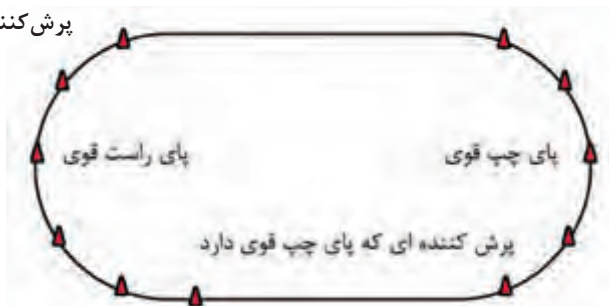 پای راست قوی
پای چپ قوی
پرش کننده ای که پای چپ قوی دارد